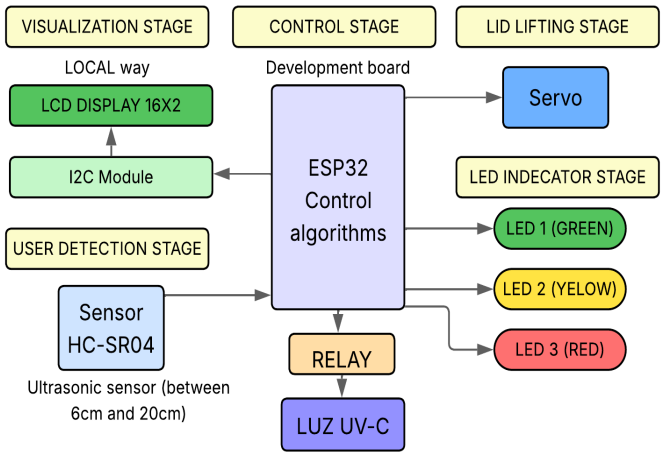 VISUALIZATION STAGE
CONTROL STAGE
LID LIFTING STAGE
LOCAL way
Development board
LCD DISPLAY 16X2
Servo
ESP32
Control
algorithms
I2C Module
LED INDECATOR STAGE
LED 1 (GREEN)
USER DETECTION STAGE
LED 2 (YELOW)
Sensor
HC-SR04
LED 3 (RED)
RELAY
Ultrasonic sensor (between
6cm and 20cm)
LUZ UV-C